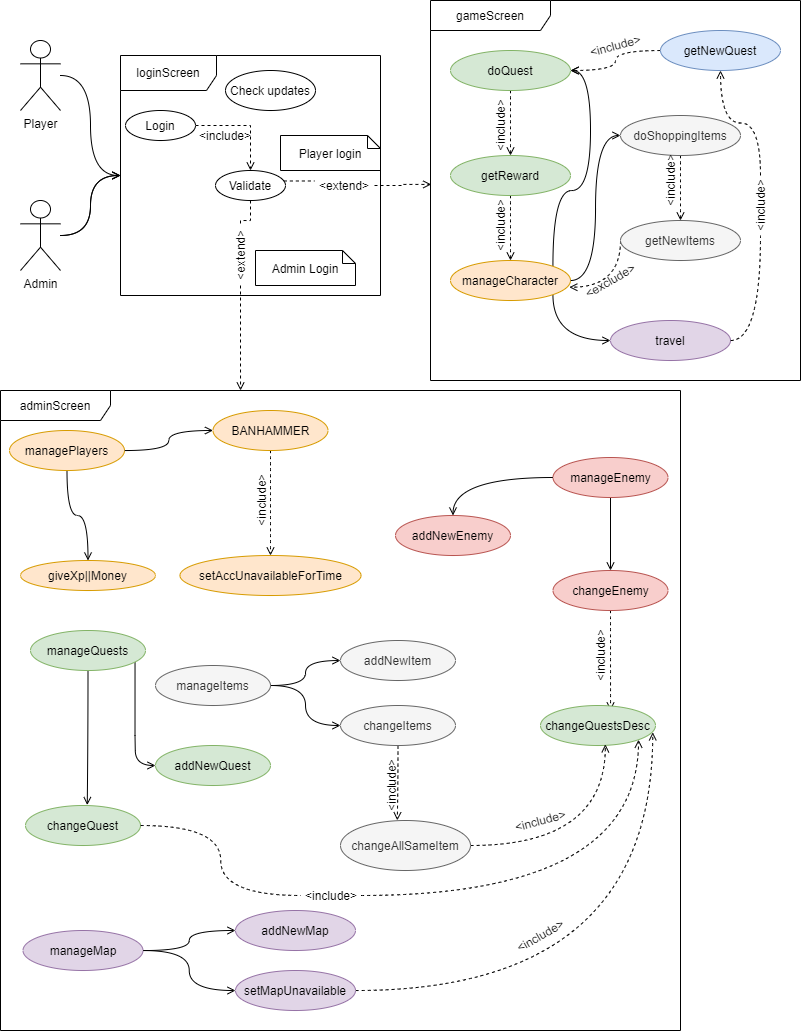 Player
Admin
loginScreen
Check updates
Login
<include>
Validate
Player login
<extend>
<extend>
Admin Login
gameScreen
<include>
getNewQuest
doQuest
<include>
doShoppingItems
<include>
getReward
<include>
<include>
getNewItems
<exclude>
manageCharacter
travel
adminScreen
BANHAMMER
managePlayers
<include>
giveXp||Money
setAccUnavailableForTime
manageEnemy
addNewEnemy
changeEnemy
<include>
manageQuests
addNewItem
manageItems
changeItems
changeQuestsDesc
addNewQuest
<include>
<include>
changeQuest
changeAllSameItem
<include>
addNewMap
<include>
manageMap
setMapUnavailable